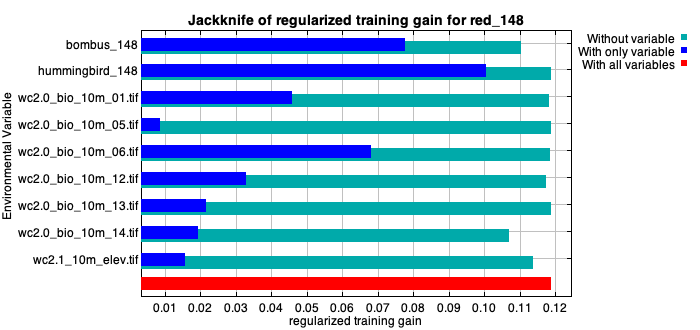 Jackknife of regularized training gain for red_148
Without variable
With only variable
With all variables
Environmental Variable
bombus_148
hummingbird_148
wc2.0_bio_10m_01.tif
wc2.0_bio_10m_05.tif
wc2.0_bio_10m_06.tif
wc2.0_bio_10m_12.tif
wc2.0_bio_10m_13.tif
wc2.0_bio_10m_14.tif
wc2.1_10m_elev.tif
0.01 0.02 0.03 0.04 0.05 0.06 0.07 0.08 0.09 0.10 0.11 0.12
regularized training gain